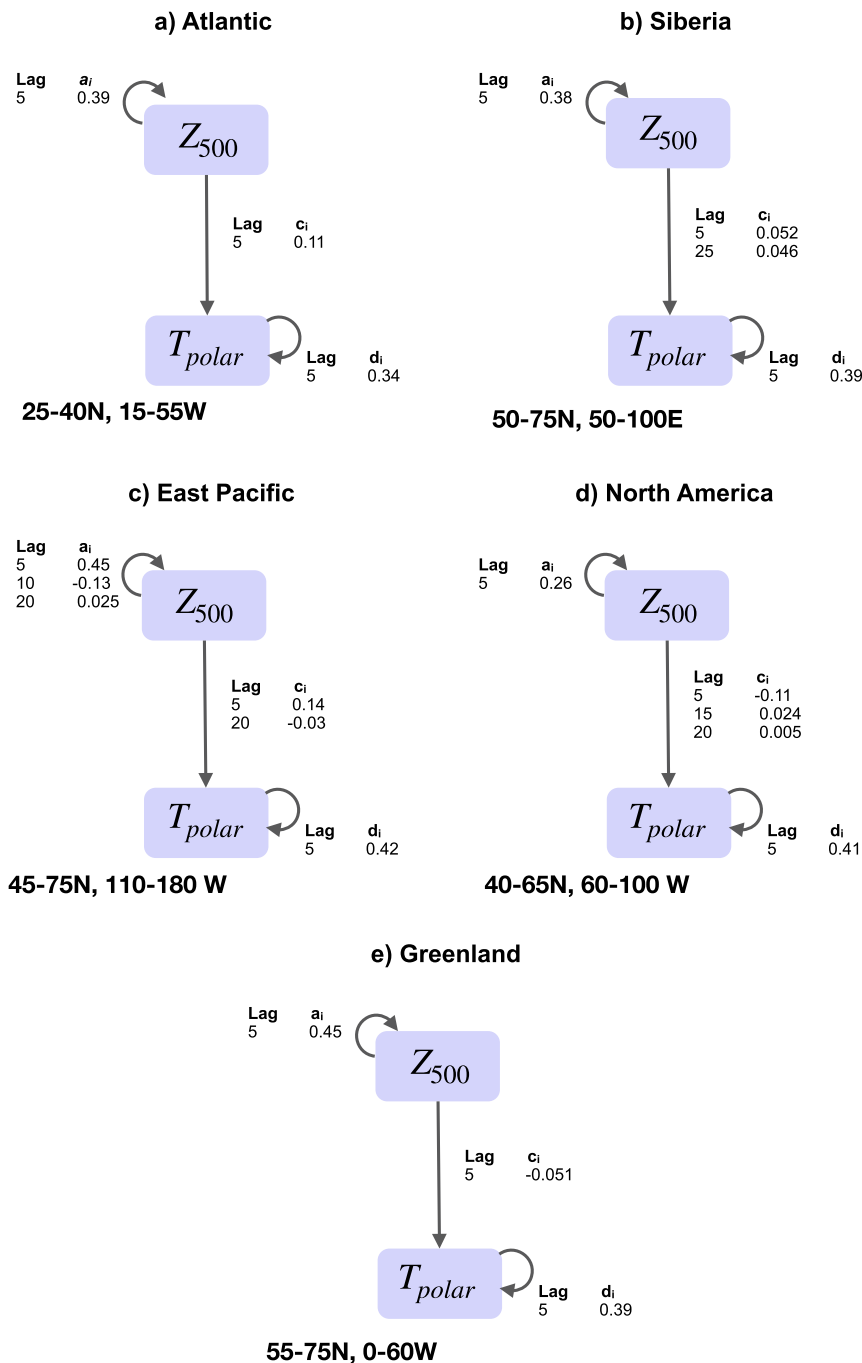 a) Atlantic
Lag aᵢ
5 0.39
Z₅₀₀
Lag cᵢ
5 0.11
Tₚₒₗₐᵣ
Lag dᵢ
5 0.34
25-40N, 15-55W
b) Siberia
Lag aᵢ
5 0.38
Z₅₀₀
Lag cᵢ
5 0.052
25 0.046
Tₚₒₗₐᵣ
Lag dᵢ
5 0.39
50-75N, 50-100E
c) East Pacific
Lag aᵢ
5 0.45
10 -0.13
20 0.025
Z₅₀₀
Lag cᵢ
5 0.14
20 -0.03
Tₚₒₗₐᵣ
Lag dᵢ
5 0.42
45-75N, 110-180 W
d) North America
Lag aᵢ
5 0.26
Z₅₀₀
Lag cᵢ
5 -0.11
15 0.024
20 0.005
Tₚₒₗₐᵣ
Lag dᵢ
5 0.41
40-65N, 60-100 W
e) Greenland
Lag aᵢ
5 0.45
Z₅₀₀
Lag cᵢ
5 -0.051
Tₚₒₗₐᵣ
Lag dᵢ
5 0.39
55-75N, 0-60W